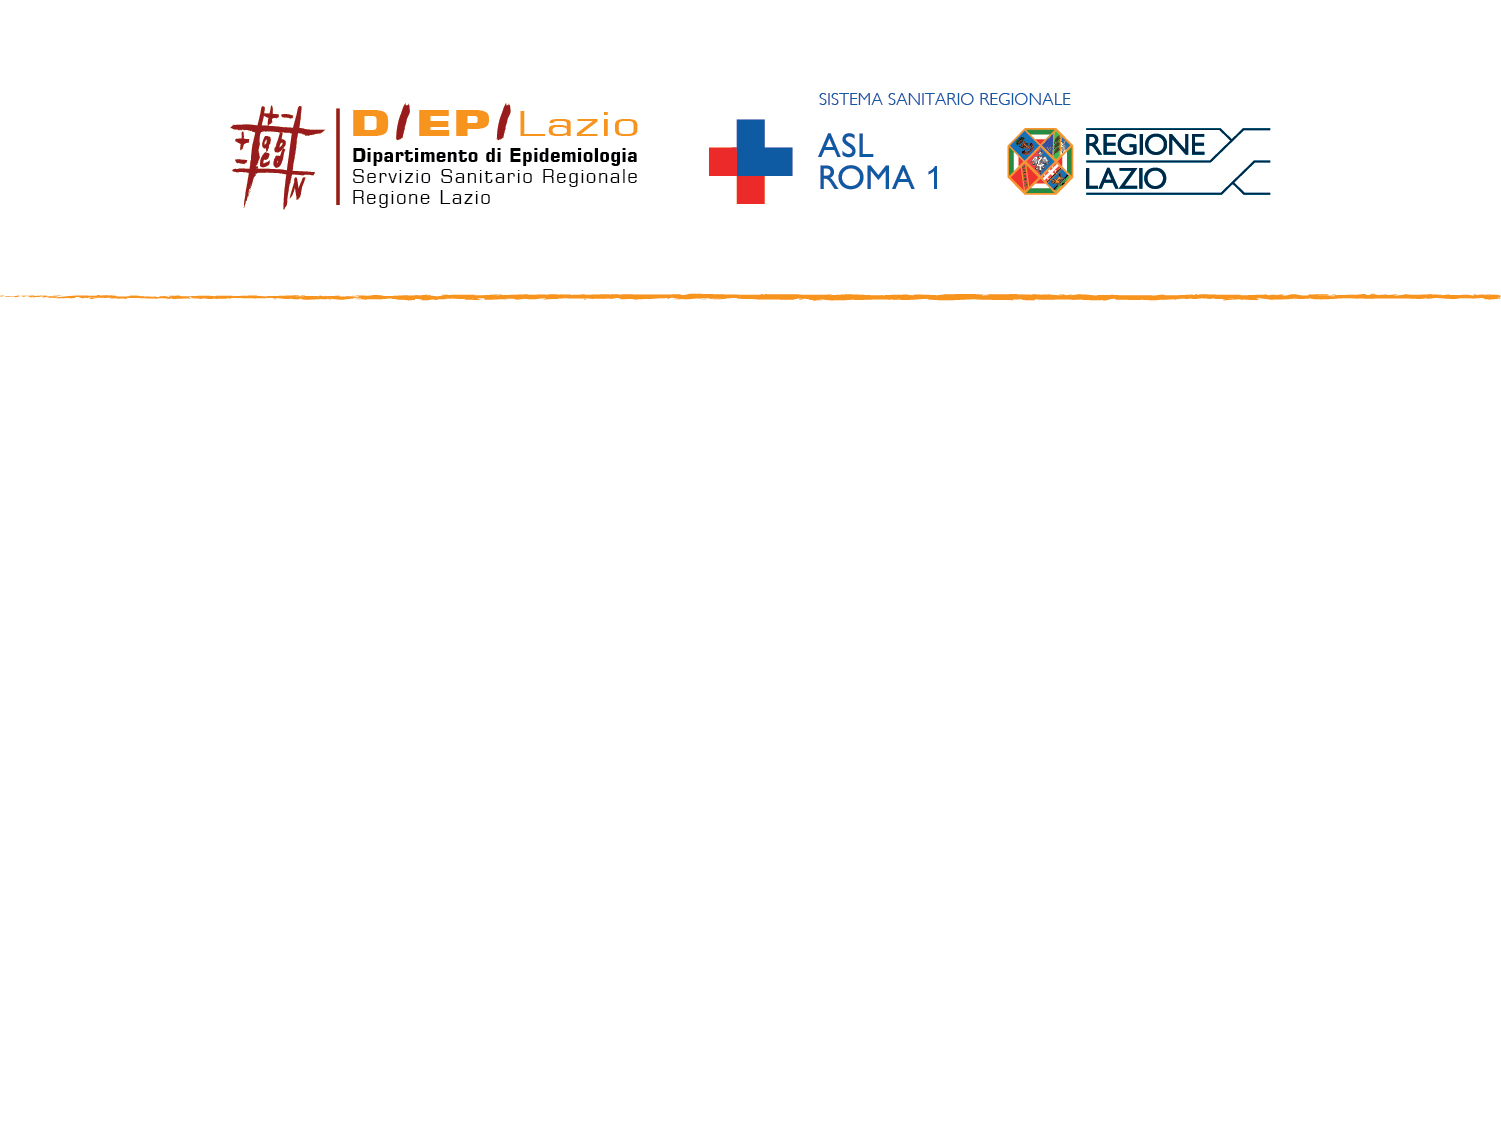 + -
+ a b
- c d
N
D/EP/Lazio
Dipartimento di Epidemiologia
Servizio Sanitario Regionale
Regione Lazio
SISTEMA SANITARIO REGIONALE
ASL
ROMA 1
REGIONE
LAZIO